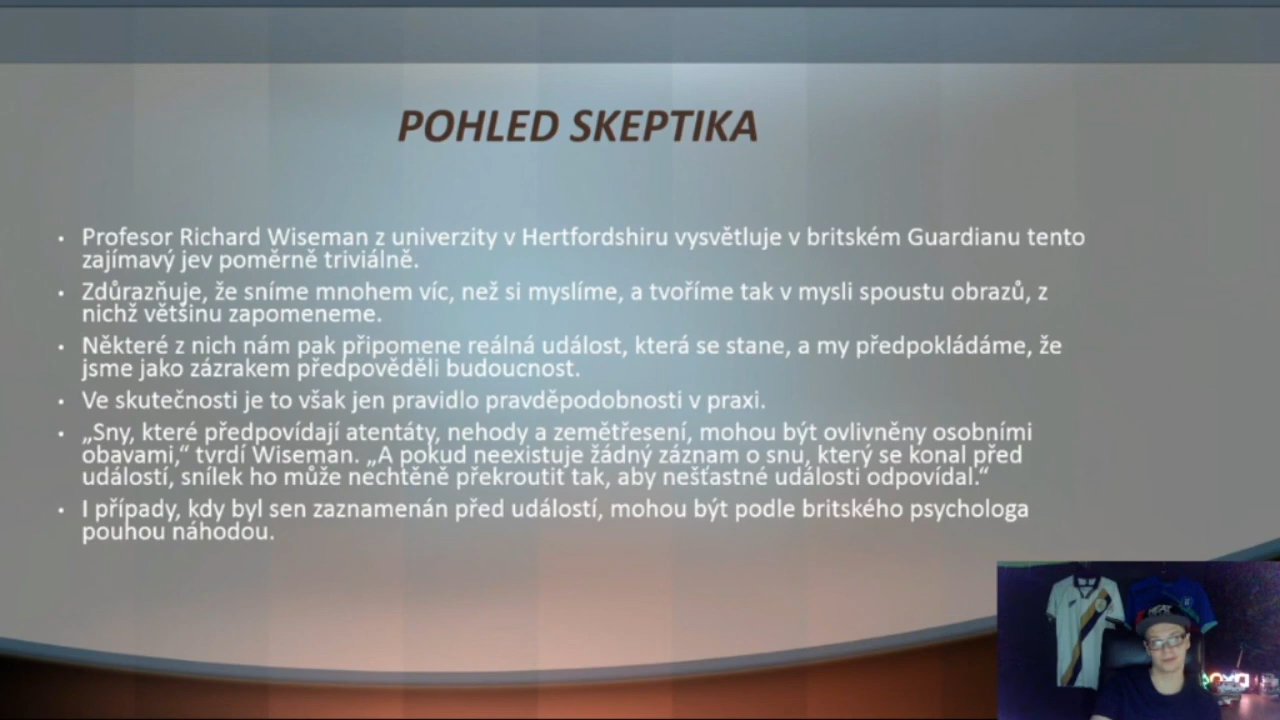 POHLED SKEPTIKA
• Profesor Richard Wiseman z univerzity v Hertfordshiru vysvětluje v britském Guardianu tento
zajímavý jev poměrně triviálně.
• Zdůrazňuje, že sníme mnohem víc, než si myslíme, a tvoříme tak v mysli spoustu obrazů, z
nichž většinu zapomeneme.
• Některé z nich nám pak připomene reálná událost, která se stane, a my předpokládáme, že
jsme jako zázrakem předpověděli budoucnost.
• Ve skutečnosti je to však jen pravidlo pravděpodobnosti v praxi.
• „Sny, které předpovídají atentáty, nehody a zemětřesení, mohou být ovlivněny osobními
obavami,“ tvrdí Wiseman. „A pokud neexistuje žádný záznam o snu, který se konal před
událostí, snílek ho může nechtěně překroutit tak, aby nešťastné události odpovídal.“
• I případy, kdy byl sen zaznamenán před událostí, mohou být podle britského psychologa
pouhou náhodou.